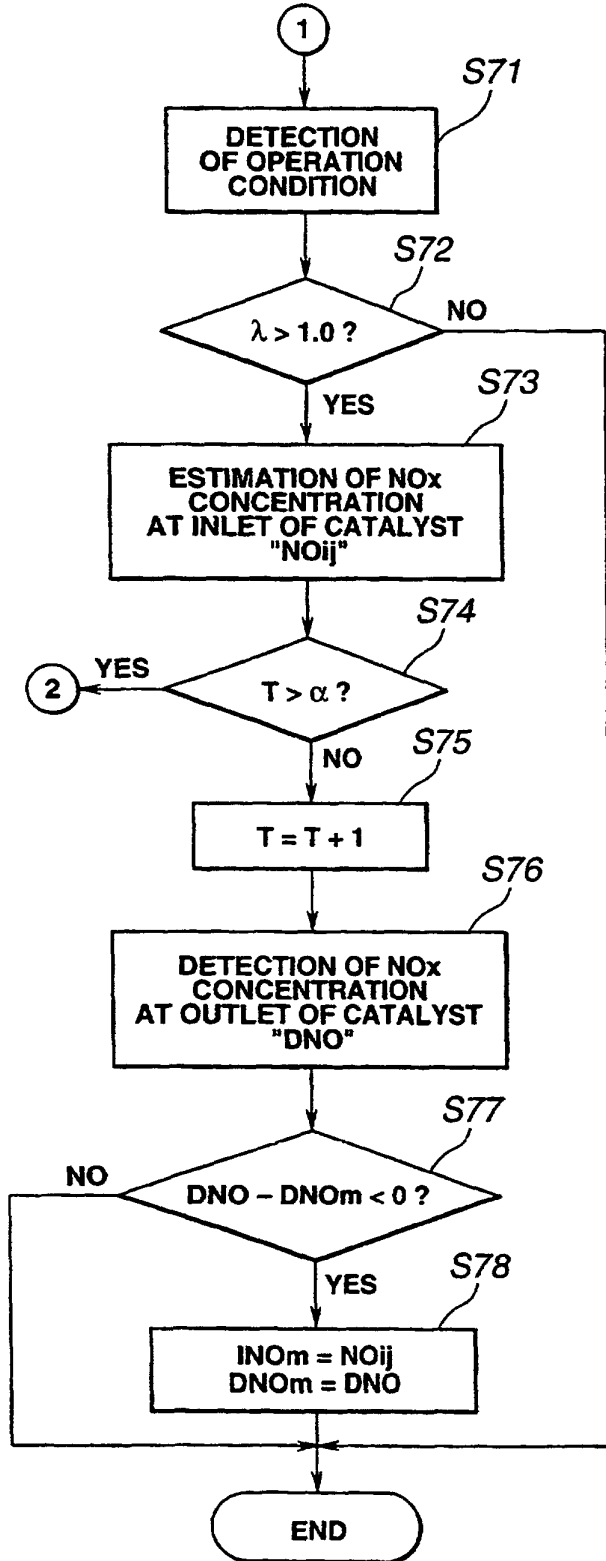 1
S71
DETECTION
OF OPERATION
CONDITION
S72
λ > 1.0 ?
NO
YES
S73
ESTIMATION OF NOx
CONCENTRATION
AT INLET OF CATALYST
"NOij"
S74
2
YES
T > α ?
NO
S75
T = T + 1
S76
DETECTION OF NOx
CONCENTRATION
AT OUTLET OF CATALYST
"DNO"
S77
NO
DNO – DNOm < 0 ?
YES
S78
INOm = NOij
DNOm = DNO
END